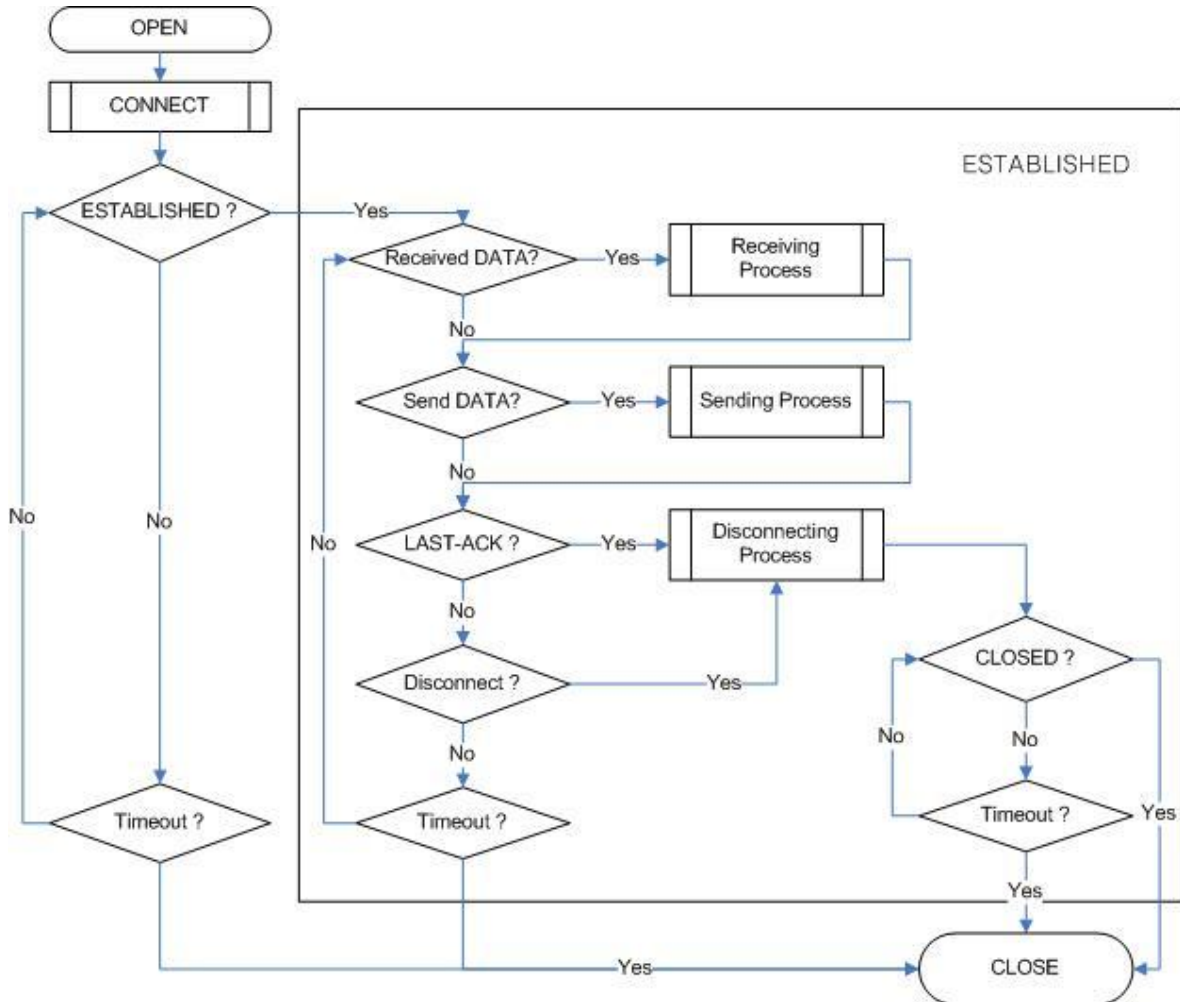 OPEN
CONNECT
ESTABLISHED
ESTABLISHED ?
Yes
Received DATA?
Yes
Receiving
Process
No
Send DATA?
Yes
Sending Process
No
No
No
No
LAST-ACK ?
Yes
Disconnecting
Process
No
CLOSED ?
Disconnect ?
Yes
No
No
No
Timeout ?
Timeout ?
Timeout ?
Yes
Yes
Yes
CLOSE